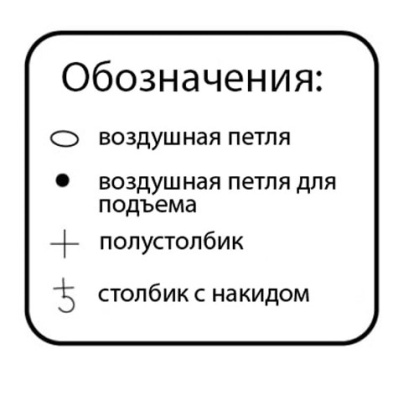 Обозначения:
воздушная петля
воздушная петля для
подъема
полустолбик
столбик с накидом